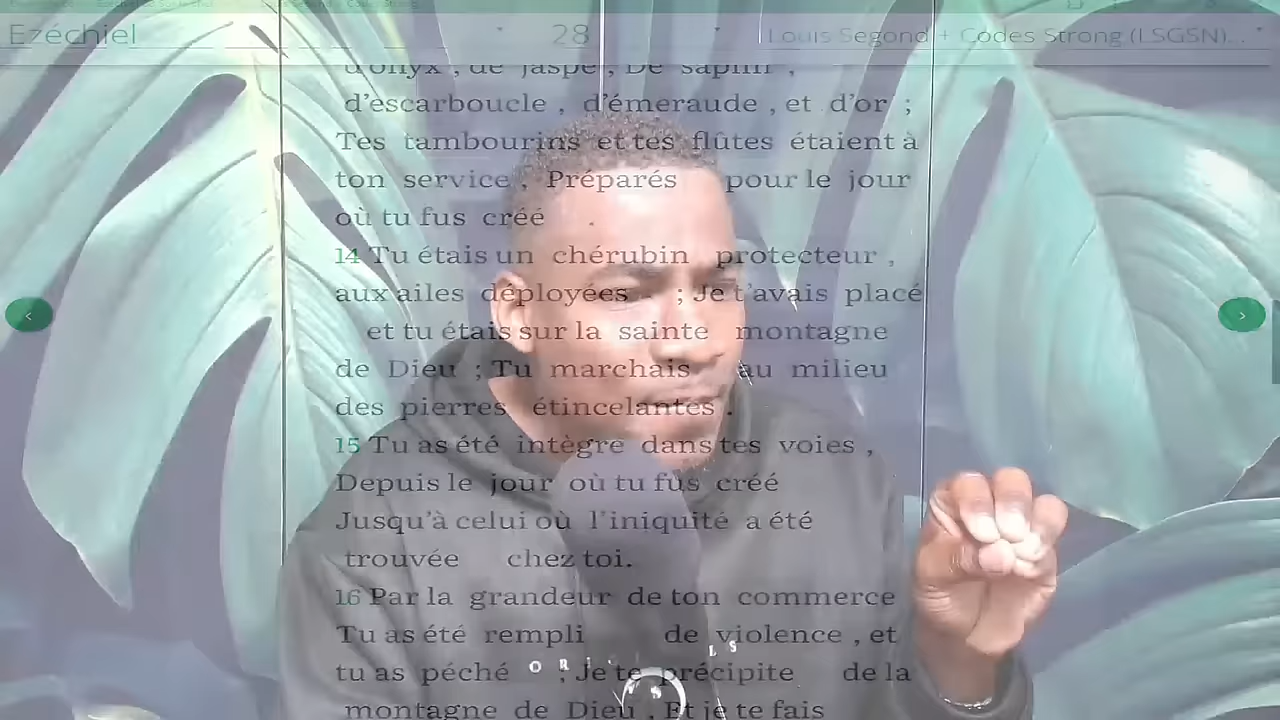 Ezéchiel 28 Louis Segond + Codes Strong (LSGSN)...
d'onyx , de jaspe , De saphir ,
d'escarboucle , d'émeraude , et d'or ;
Tes tambourins et tes flûtes étaient à
ton service , Préparés pour le jour
où tu fus créé .
14 Tu étais un chérubin protecteur ,
aux ailes déployées ; Je t'avais placé
et tu étais sur la sainte montagne
de Dieu ; Tu marchais au milieu
des pierres étincelantes .
15 Tu as été intègre dans tes voies ,
Depuis le jour où tu fus créé
Jusqu'à celui où l'iniquité a été
trouvée chez toi.
16 Par la grandeur de ton commerce
Tu as été rempli de violence , et
tu as péché ; Je te précipite de la
montagne de Dieu , Et je te fais